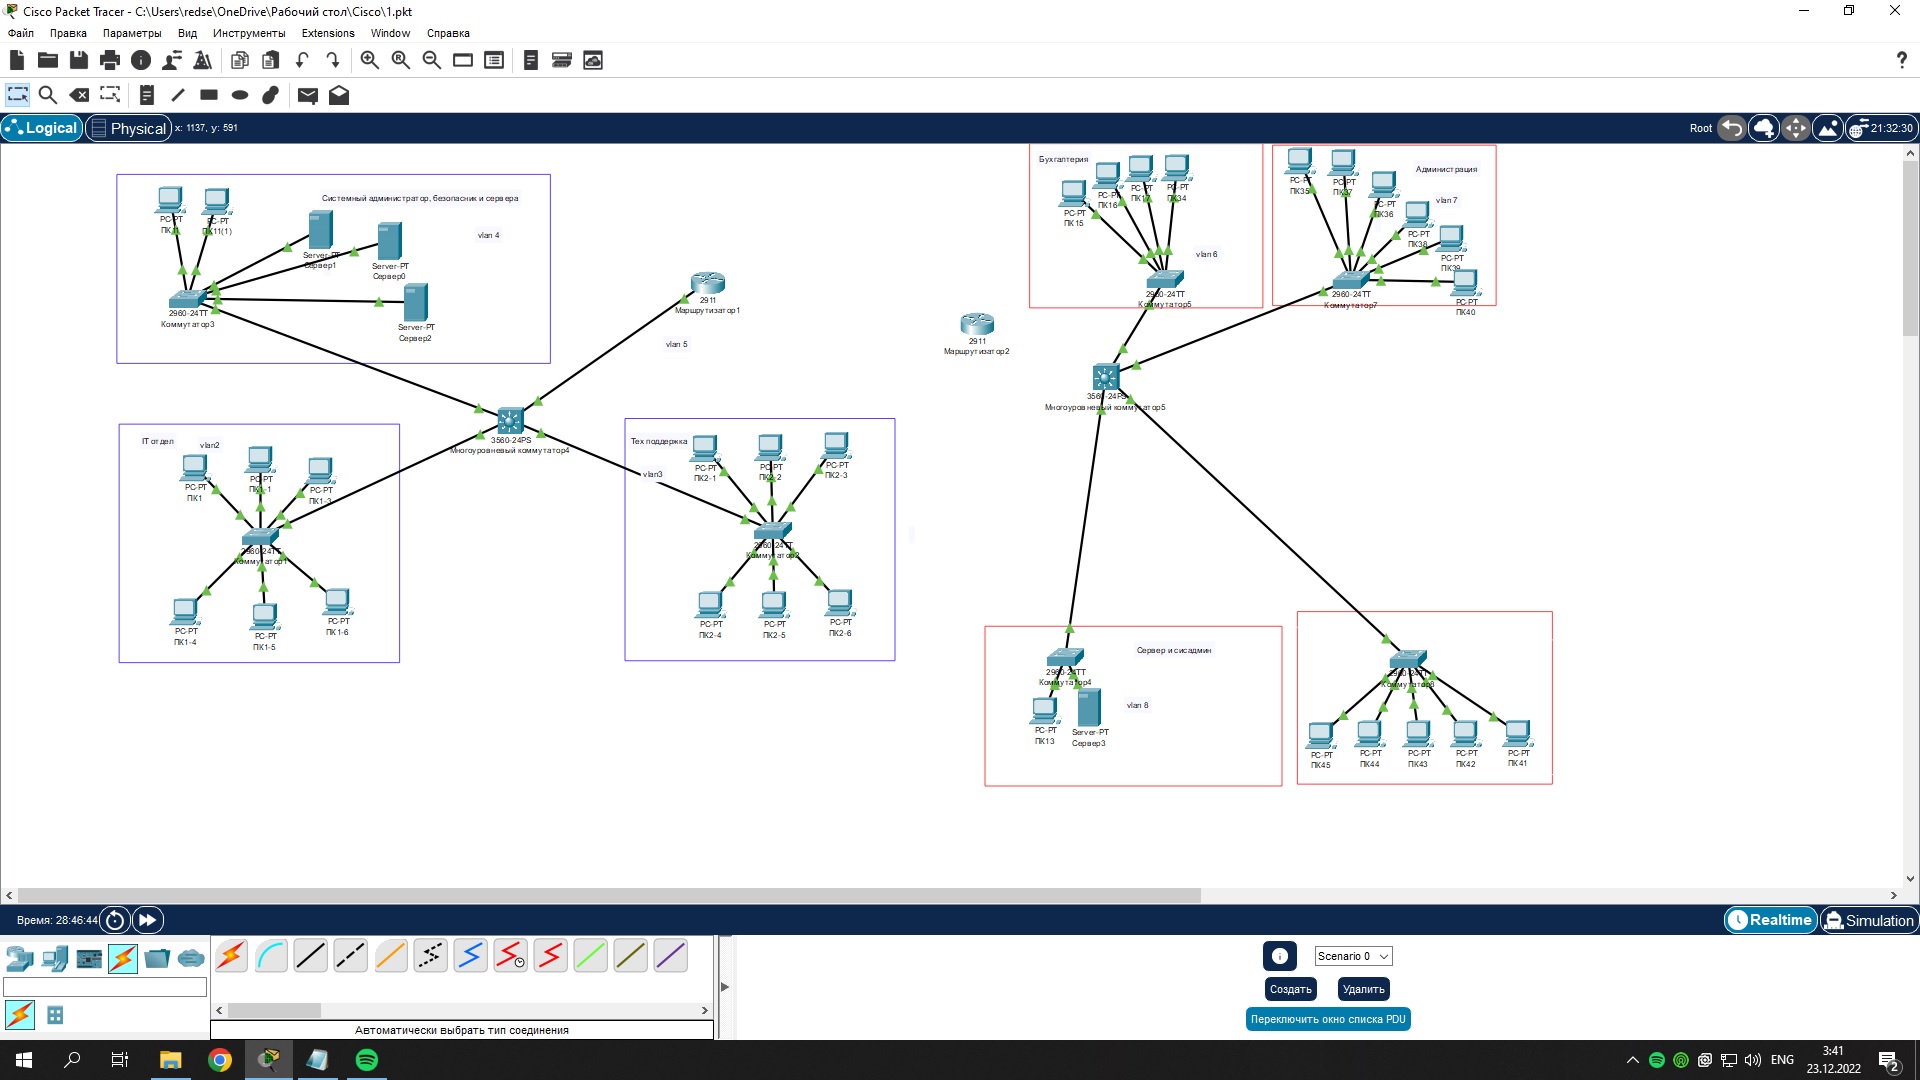 Cisco Packet Tracer - C:\Users\redse\OneDrive\Рабочий стол\Cisco\1.pkt
Файл Правка Параметры Вид Инструменты Extensions Window Справка
Logical Physical x: 1137, y: 591
Root 21:32:30
Системный администратор, безопасник и сервера
vlan 4
PC-PT
ПК11
PC-PT
ПК11(1)
Server-PT
Сервер1
Server-PT
Сервер0
Server-PT
Сервер2
2960-24TT
Коммутатор3
2911
Маршрутизатор1
vlan 5
3560-24PS
Многоуровневый коммутатор4
IT отдел
vlan2
PC-PT
ПК1
PC-PT
ПК1-1
PC-PT
ПК1-3
2960-24TT
Коммутатор1
PC-PT
ПК1-4
PC-PT
ПК1-5
PC-PT
ПК1-6
Тех поддержка
vlan3
PC-PT
ПК2-1
PC-PT
ПК2-2
PC-PT
ПК2-3
2960-24TT
Коммутатор2
PC-PT
ПК2-4
PC-PT
ПК2-5
PC-PT
ПК2-6
Бухгалтерия
PC-PT
ПК15
PC-PT
ПК16
PC-PT
ПК17
PC-PT
ПК34
vlan 6
2960-24TT
Коммутатор5
Администрация
vlan 7
PC-PT
ПК35
PC-PT
ПК37
PC-PT
ПК36
PC-PT
ПК38
PC-PT
ПК39
PC-PT
ПК40
2960-24TT
Коммутатор7
2911
Маршрутизатор2
3560-24PS
Многоуровневый коммутатор5
Сервер и сисадмин
vlan 8
2960-24TT
Коммутатор4
PC-PT
ПК13
Server-PT
Сервер3
2960-24TT
PC-PT
ПК45
PC-PT
ПК44
PC-PT
ПК43
PC-PT
ПК42
PC-PT
ПК41
Время: 28:46:44
Realtime Simulation
Scenario 0
Создать Удалить
Переключить окно списка PDU
Автоматически выбрать тип соединения
ENG
3:41
23.12.2022
2